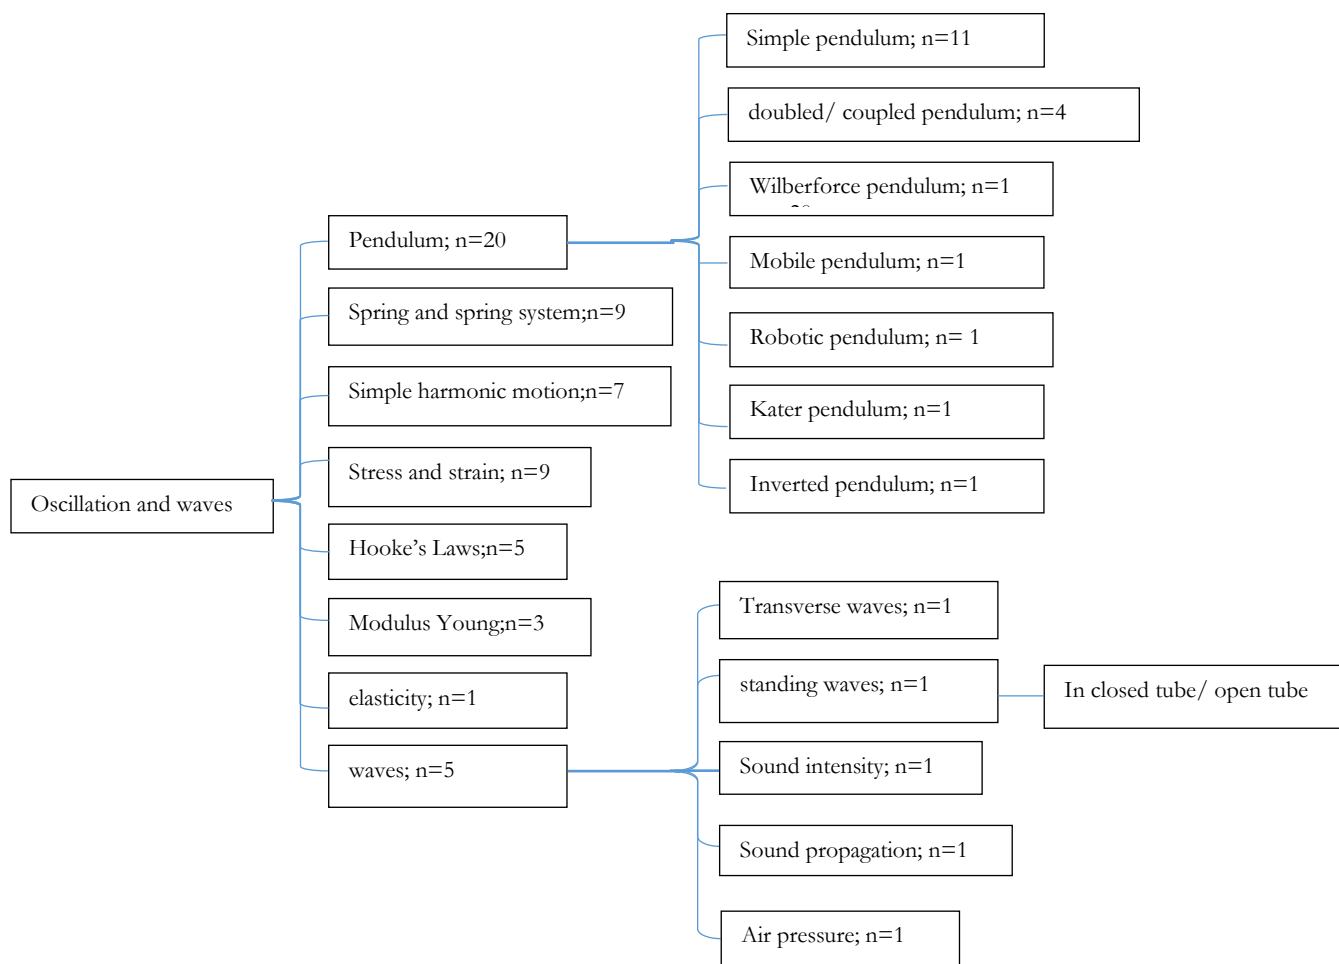 Oscillation and waves
Pendulum; n=20
Spring and spring system;n=9
Simple harmonic motion;n=7
Stress and strain; n=9
Hooke’s Laws;n=5
Modulus Young;n=3
elasticity; n=1
waves; n=5
Simple pendulum; n=11
doubled/ coupled pendulum; n=4
Wilberforce pendulum; n=1
Mobile pendulum; n=1
Robotic pendulum; n= 1
Kater pendulum; n=1
Inverted pendulum; n=1
Transverse waves; n=1
standing waves; n=1
In closed tube/ open tube
Sound intensity; n=1
Sound propagation; n=1
Air pressure; n=1